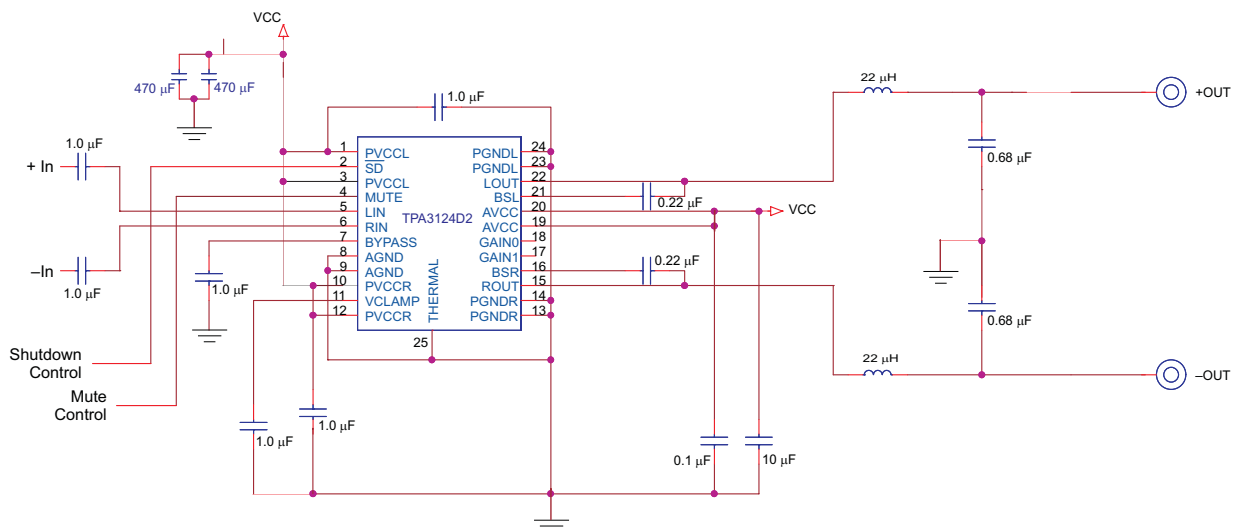 VCC
470 µF 470 µF
1.0 µF
1.0 µF
+ In
–In
1.0 µF
1 PVCCL PGNDL 24
2 SD PGNDL 23
3 PVCCL LOUT 22
4 MUTE BSL 21
5 LIN TPA3124D2 AVCC 20
6 RIN AVCC 19
7 BYPASS GAIN0 18
8 AGND GAIN1 17
9 AGND BSR 16
10 PVCCR ROUT 15
11 VCLAMP PGNDR 14
12 PVCCR PGNDR 13
THERMAL
25
0.22 µF
VCC
0.22 µF
1.0 µF
Shutdown
Control
Mute
Control
1.0 µF
1.0 µF
0.1 µF
10 µF
22 µH
+OUT
0.68 µF
0.68 µF
22 µH
–OUT